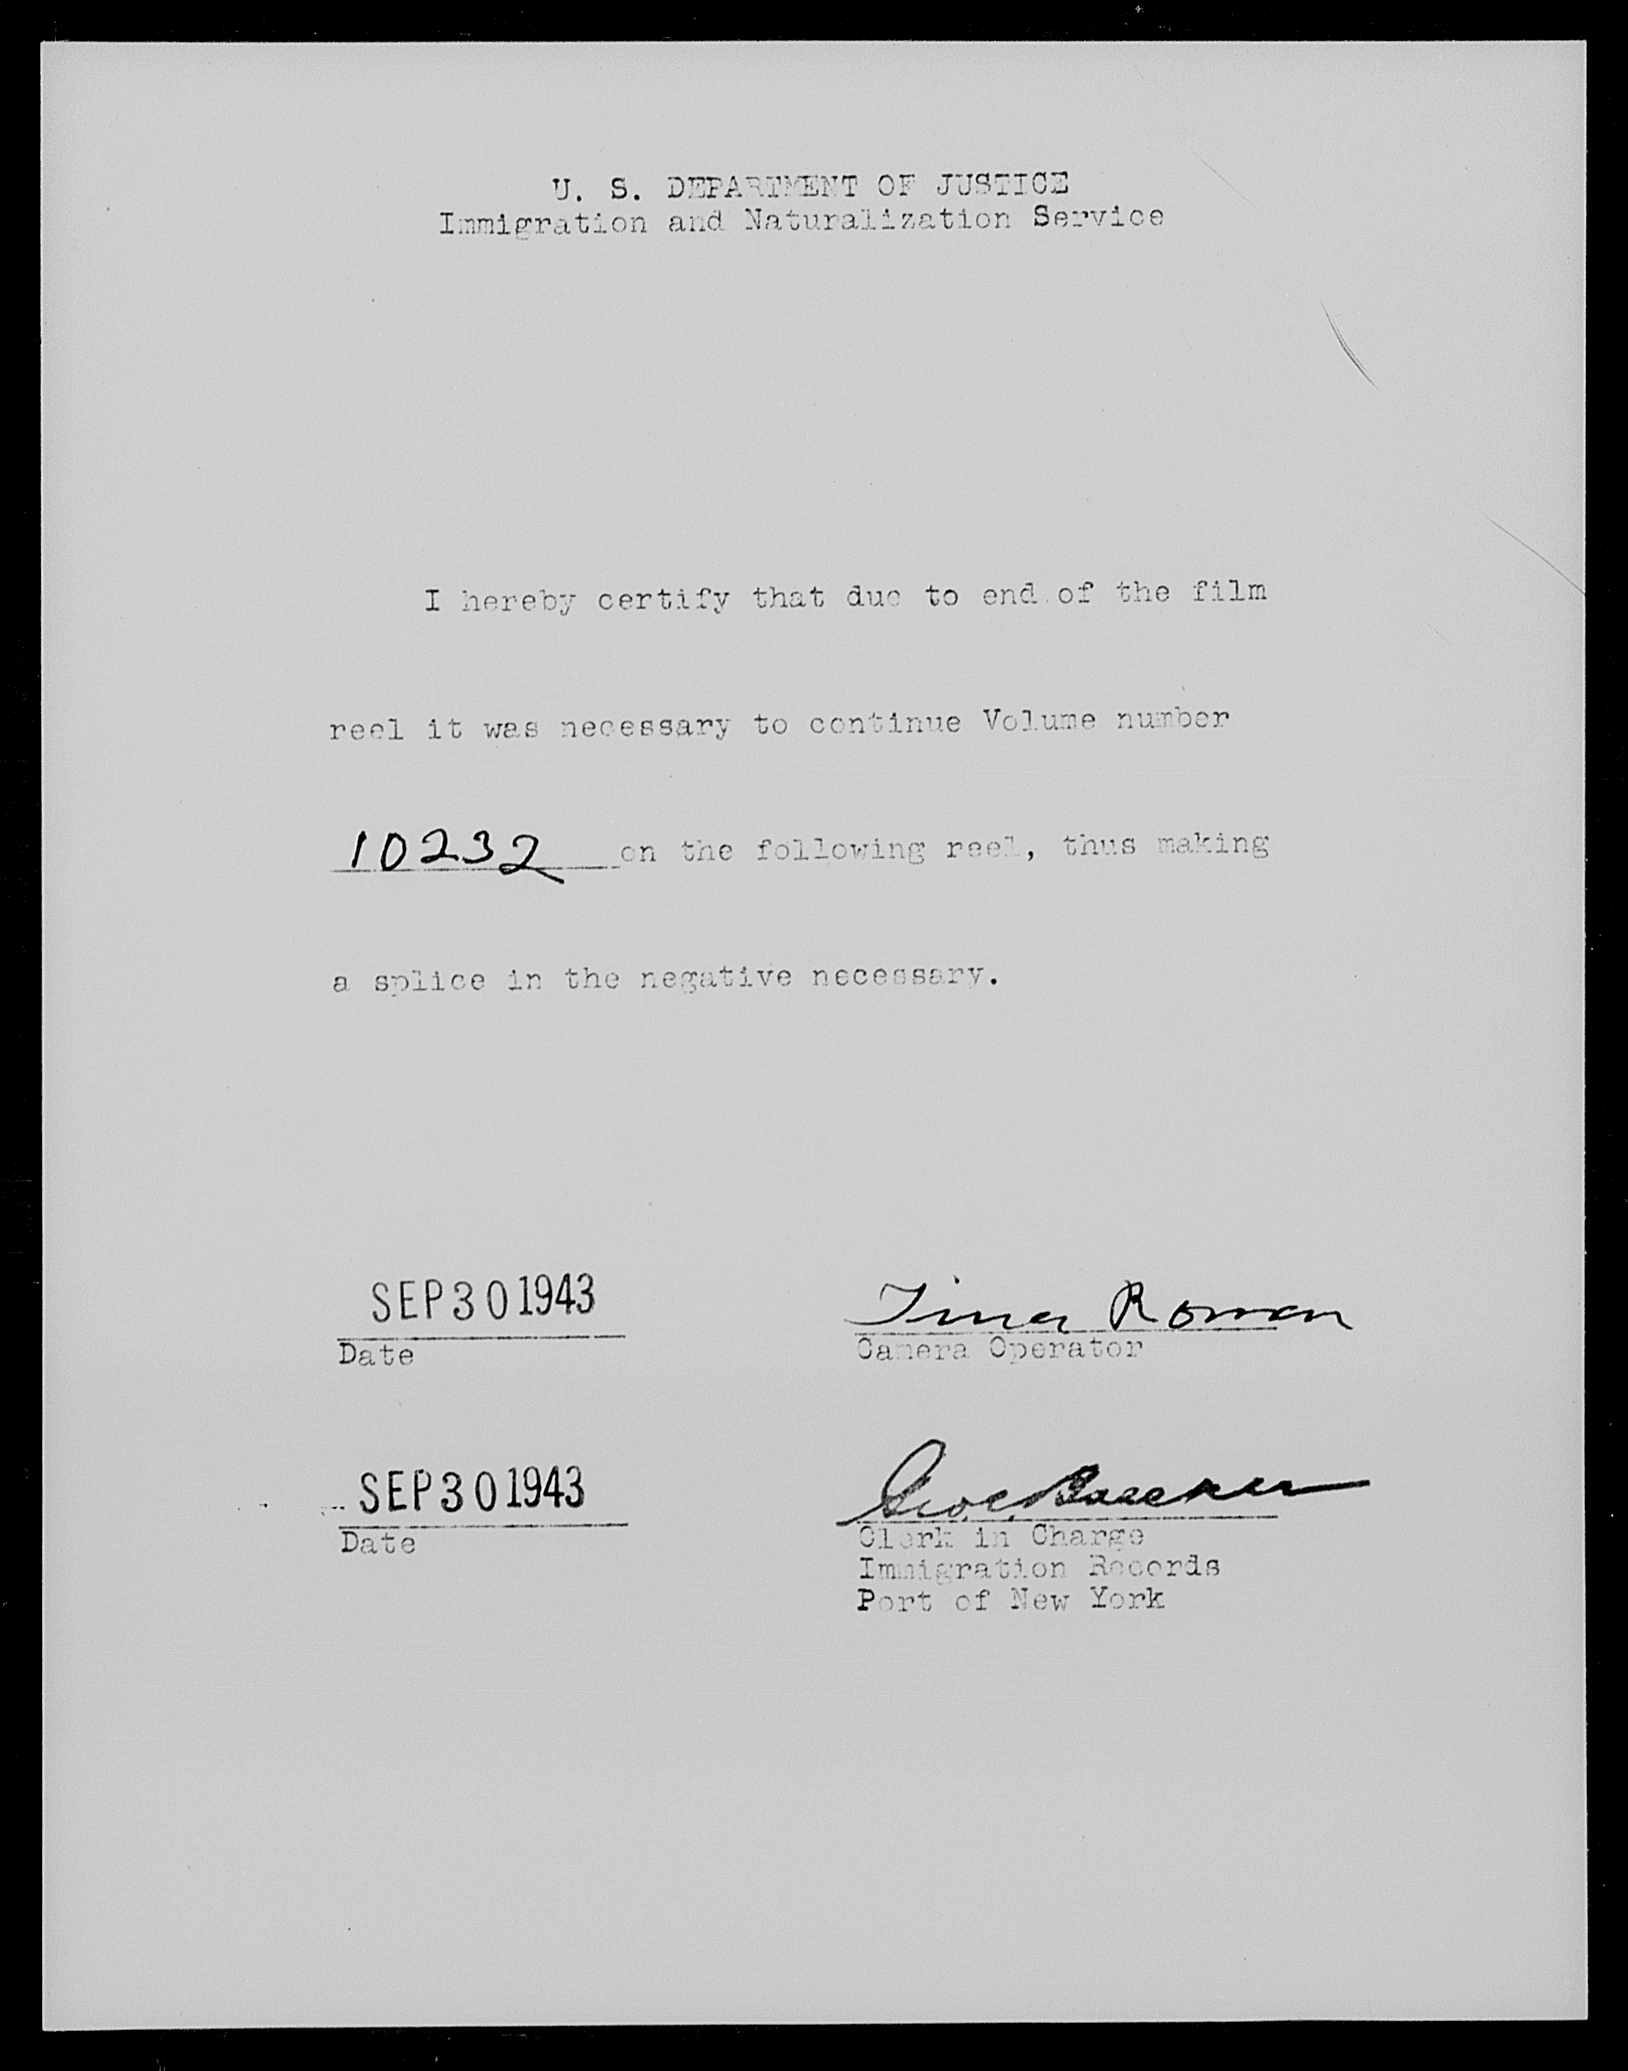 U. S. DEPARTMENT OF JUSTICE
Immigration and Naturalization Service
I hereby certify that due to end of the film
reel it was necessary to continue Volume number
10232 on the following reel, thus making
a splice in the negative necessary.
SEP 30 1943
Tina Roman
Date
Camera Operator
SEP 30 1943
Date
Clerk in Charge
Immigration Records
Port of New York